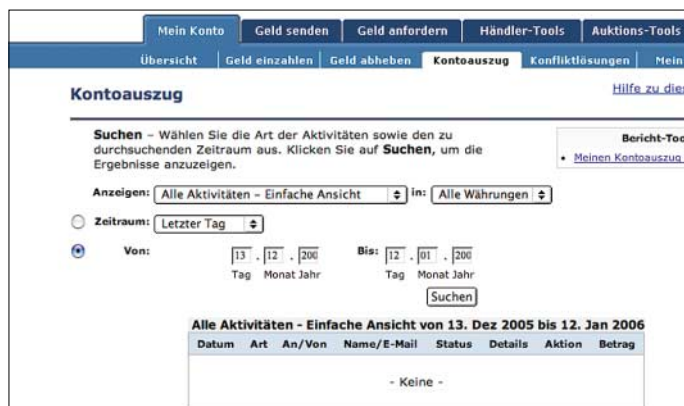 Mein Konto Geld senden Geld anfordern Händler-Tools Auktions-Tools
Übersicht Geld einzahlen Geld abheben Kontoauszug Konfliktlösungen Mein
Kontoauszug
Hilfe zu
Suchen – Wählen Sie die Art der Aktivitäten sowie den zu
durchsuchenden Zeitraum aus. Klicken Sie auf Suchen, um die
Ergebnisse anzuzeigen.
Meinen Kontoauszug
Anzeigen: Alle Aktivitäten – Einfache Ansicht in: Alle Währungen
Zeitraum: Letzter Tag
Von: 13 . 12 . 200 Bis: 12 . 01 . 200
Tag Monat Jahr Tag Monat Jahr
Suchen
Alle Aktivitäten - Einfache Ansicht von 13. Dez 2005 bis 12. Jan 2006
Datum Art An/Von Name/E-Mail Status Details Aktion Betrag
- Keine -